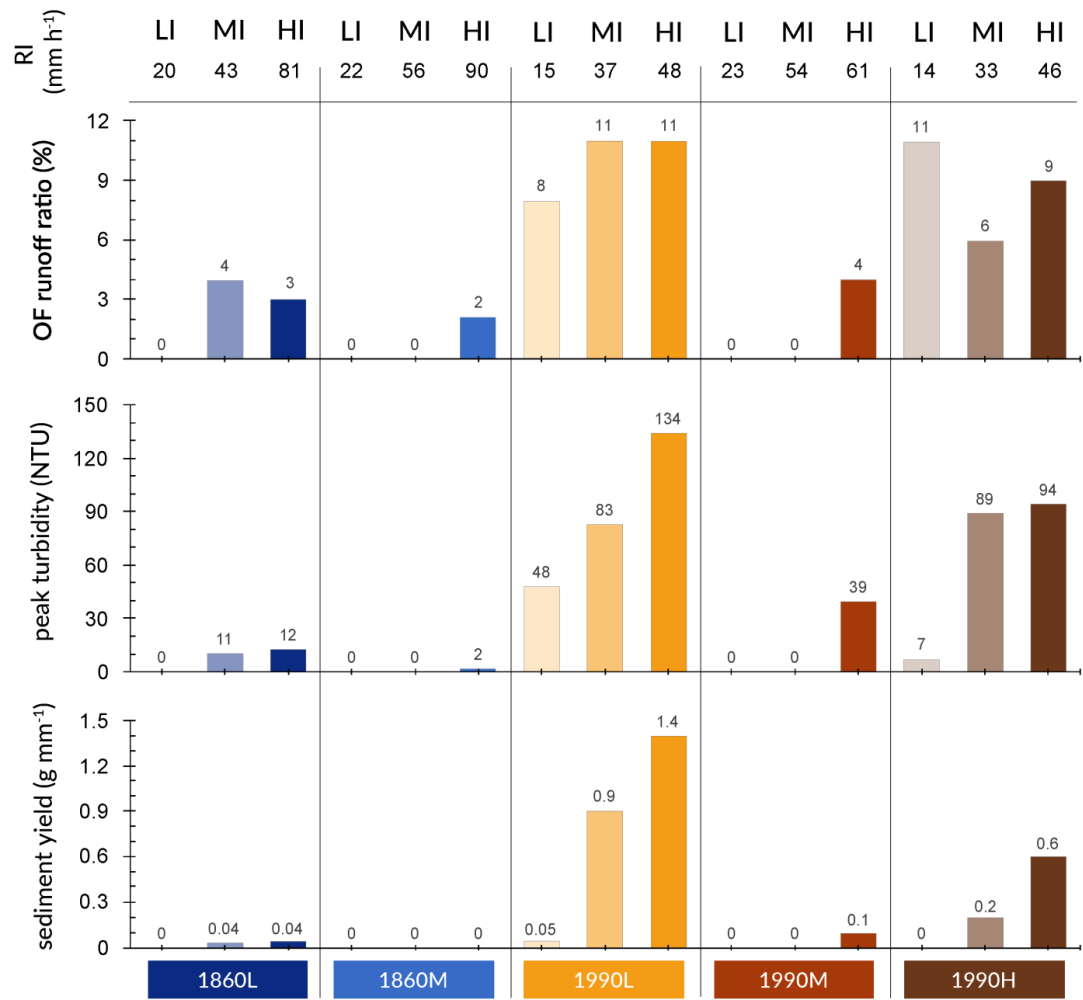 RI
(mm h⁻¹)
LI MI HI LI MI HI LI MI HI LI MI HI LI MI HI
20 43 81 22 56 90 15 37 48 23 54 61 14 33 46
OF runoff ratio (%)
12
9
6
3
0
0 4 3 0 0 2 8 11 11 0 0 4 11 6 9
peak turbidity (NTU)
150
120
90
60
30
0
0 11 12 0 0 2 48 83 134 0 0 39 7 89 94
sediment yield (g mm⁻¹)
1.5
1.2
0.9
0.6
0.3
0
0 0.04 0.04 0 0 0 0.05 0.9 1.4 0 0 0.1 0 0.2 0.6
1860L 1860M 1990L 1990M 1990H